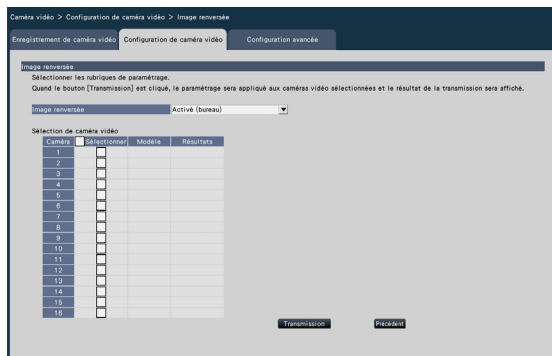 Caméra vidéo > Configuration de caméra vidéo > Image renversée
Enregistrement de caméra vidéo Configuration de caméra vidéo Configuration avancée
Image renversée
Sélectionner les rubriques de paramétrage.
Quand le bouton [Transmission] est cliqué, le paramétrage sera appliqué aux caméras vidéo sélectionnées et le résultat de la transmission sera affiché.
Image renversée Activé (bureau)
Sélection de caméra vidéo
Caméra Sélectionner Modèle Résultats
1
2
3
4
5
6
7
8
9
10
11
12
13
14
15
16
Transmission Précédent